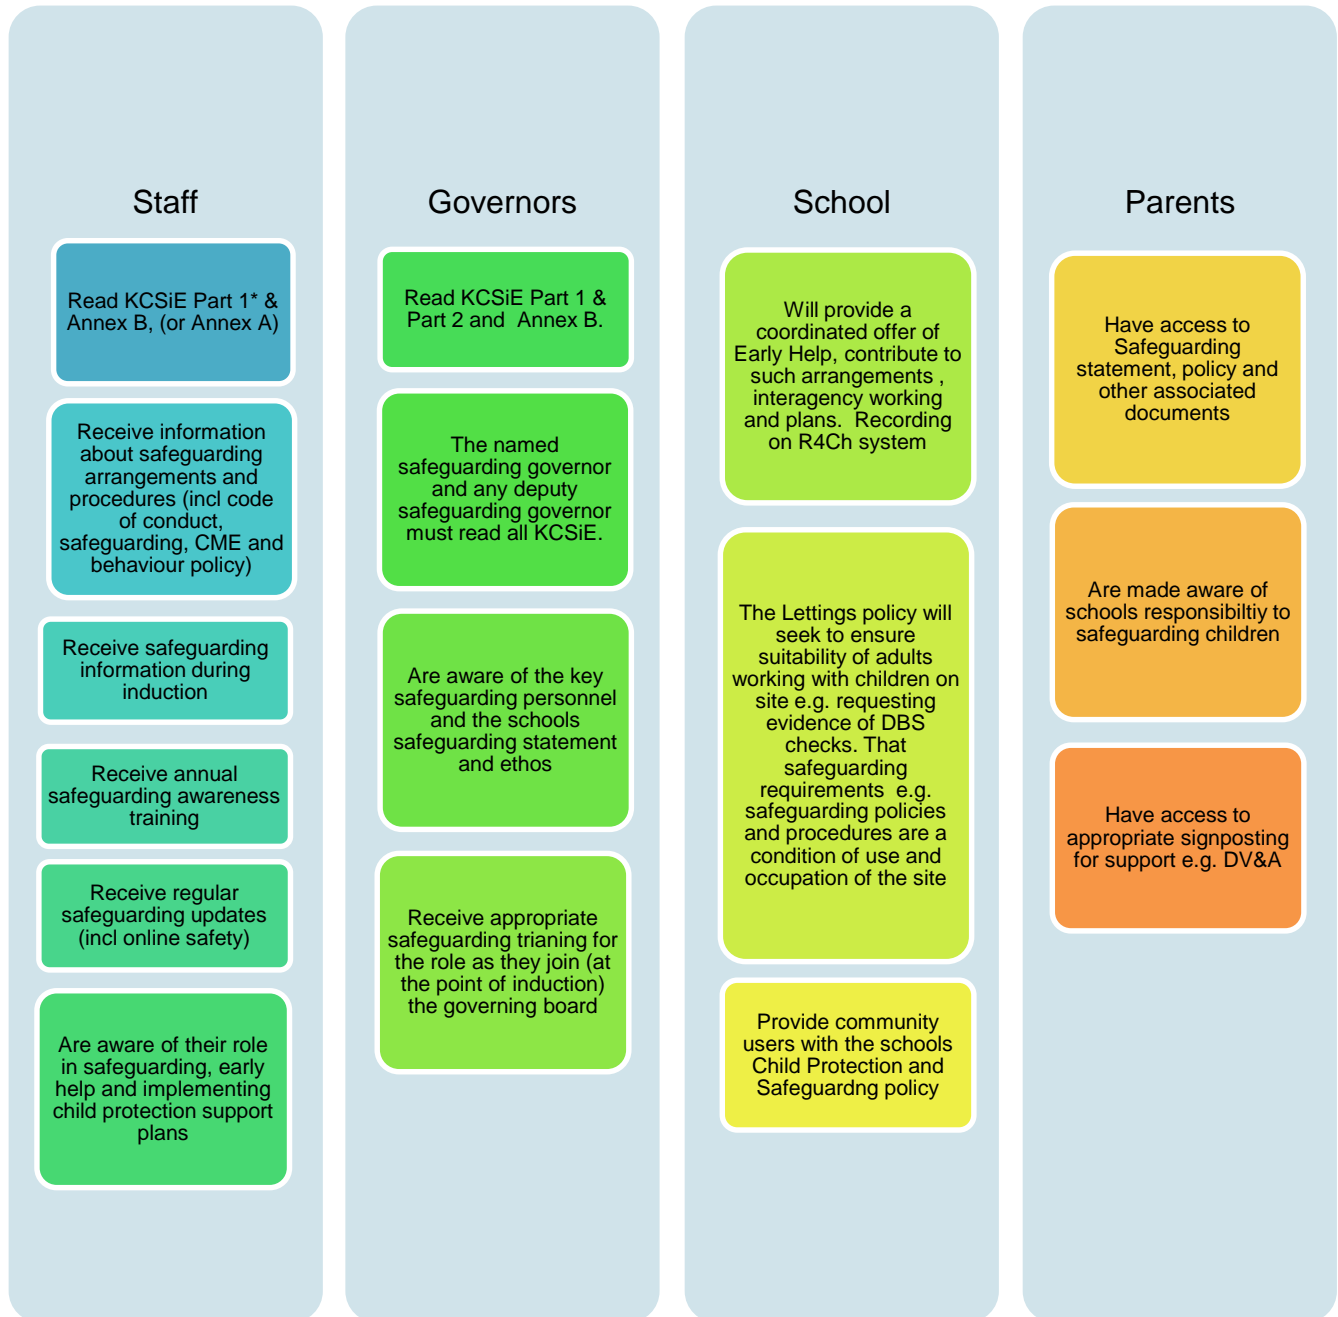 Staff
Read KCSiE Part 1* &
Annex B, (or Annex A)
Receive information
about safeguarding
arrangements and
procedures (incl code
of conduct,
safeguarding, CME and
behaviour policy)
Receive safeguarding
information during
induction
Receive annual
safeguarding awareness
training
Receive regular
safeguarding updates
(incl online safety)
Are aware of their role
in safeguarding, early
help and implementing
child protection support
plans
Governors
Read KCSiE Part 1 &
Part 2 and Annex B.
The named
safeguarding governor
and any deputy
safeguarding governor
must read all KCSiE.
Are aware of the key
safeguarding personnel
and the schools
safeguarding statement
and ethos
Receive appropriate
safeguarding trianing for
the role as they join (at
the point of induction)
the governing board
School
Will provide a
coordinated offer of
Early Help, contribute to
such arrangements ,
interagency working
and plans. Recording
on R4Ch system
The Lettings policy will
seek to ensure
suitability of adults
working with children on
site e.g. requesting
evidence of DBS
checks. That
safeguarding
requirements e.g.
safeguarding policies
and procedures are a
condition of use and
occupation of the site
Provide community
users with the schools
Child Protection and
Safeguardng policy
Parents
Have access to
Safeguarding
statement, policy and
other associated
documents
Are made aware of
schools responsibiltiy to
safeguarding children
Have access to
appropriate signposting
for support e.g. DV&A